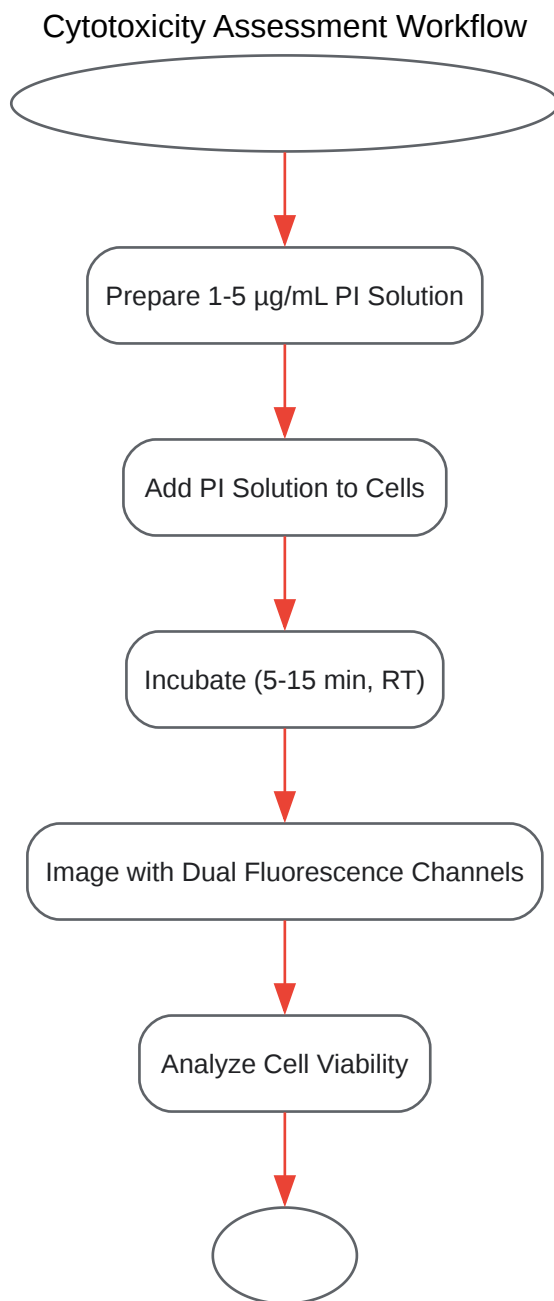 Cytotoxicity Assessment Workflow
Prepare 1-5 µg/mL PI Solution
Add PI Solution to Cells
Incubate (5-15 min, RT)
Image with Dual Fluorescence Channels
Analyze Cell Viability